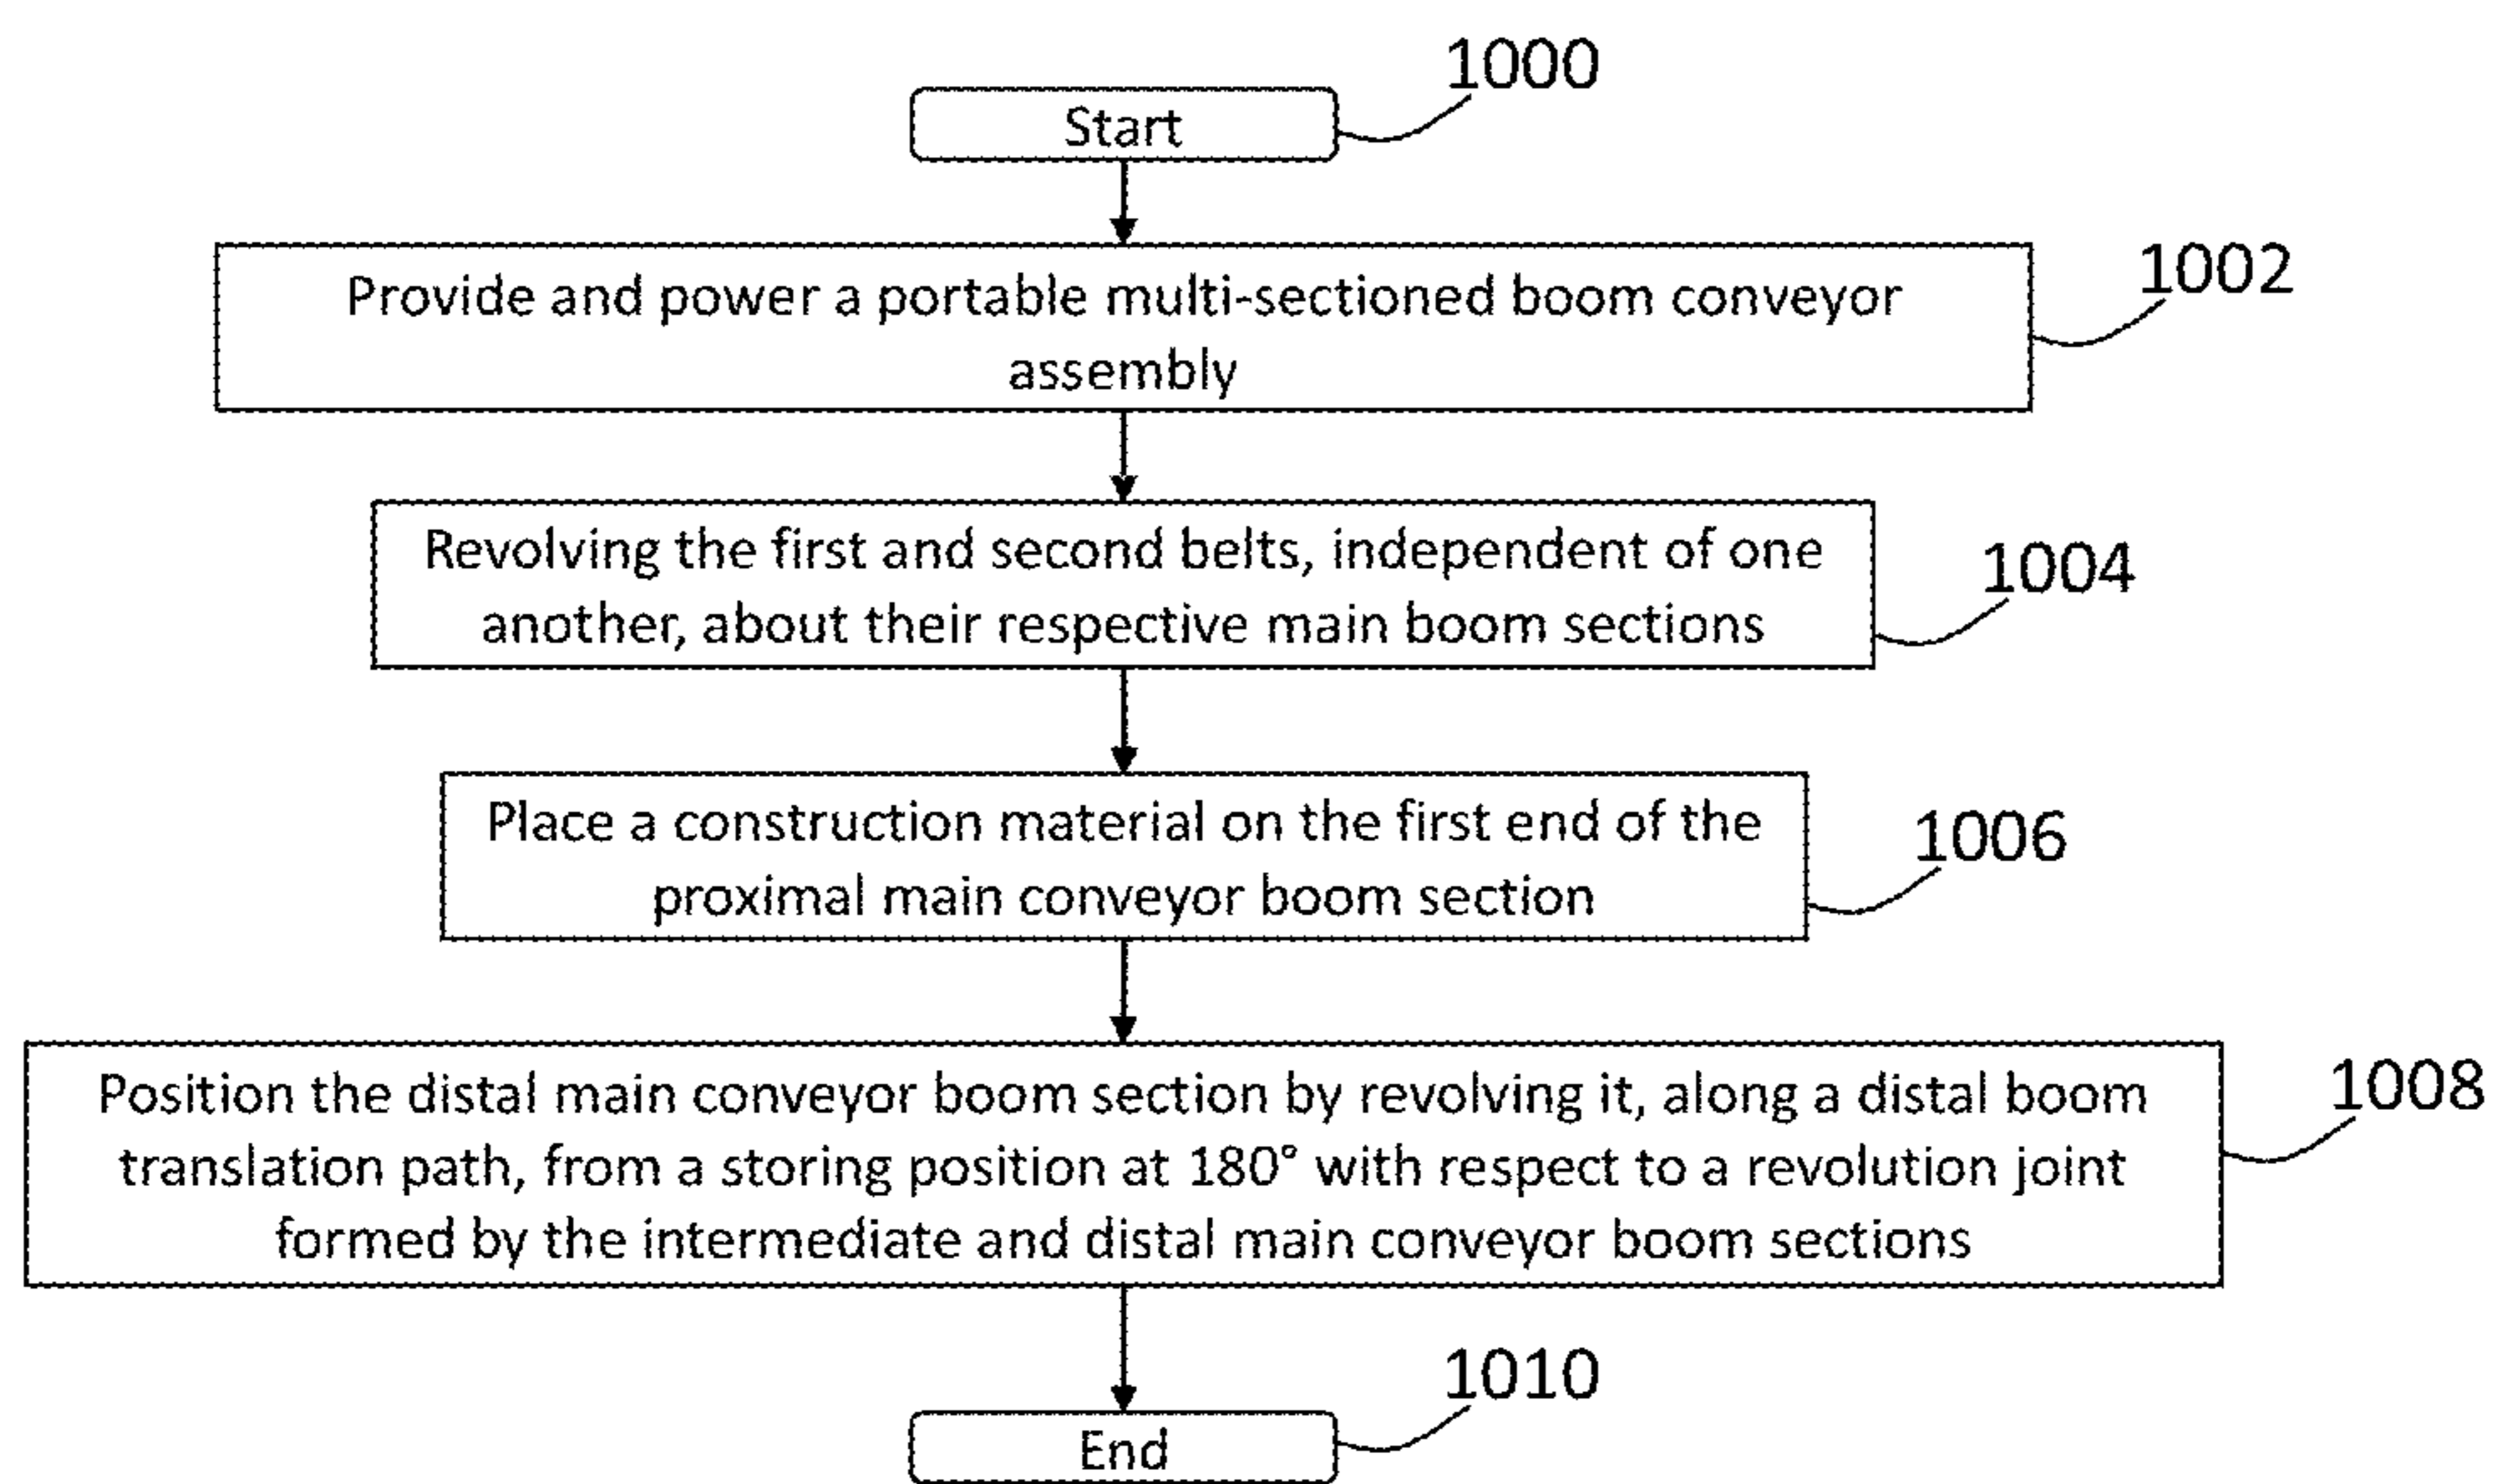 1000
Start
1002
Provide and power a portable multi-sectioned boom conveyor
assembly
Revolving the first and second belts, independent of one
another, about their respective main boom sections
1004
Place a construction material on the first end of the
proximal main conveyor boom section
1006
Position the distal main conveyor boom section by revolving it, along a distal boom
translation path, from a storing position at 180° with respect to a revolution joint
formed by the intermediate and distal main conveyor boom sections
1008
1010
End